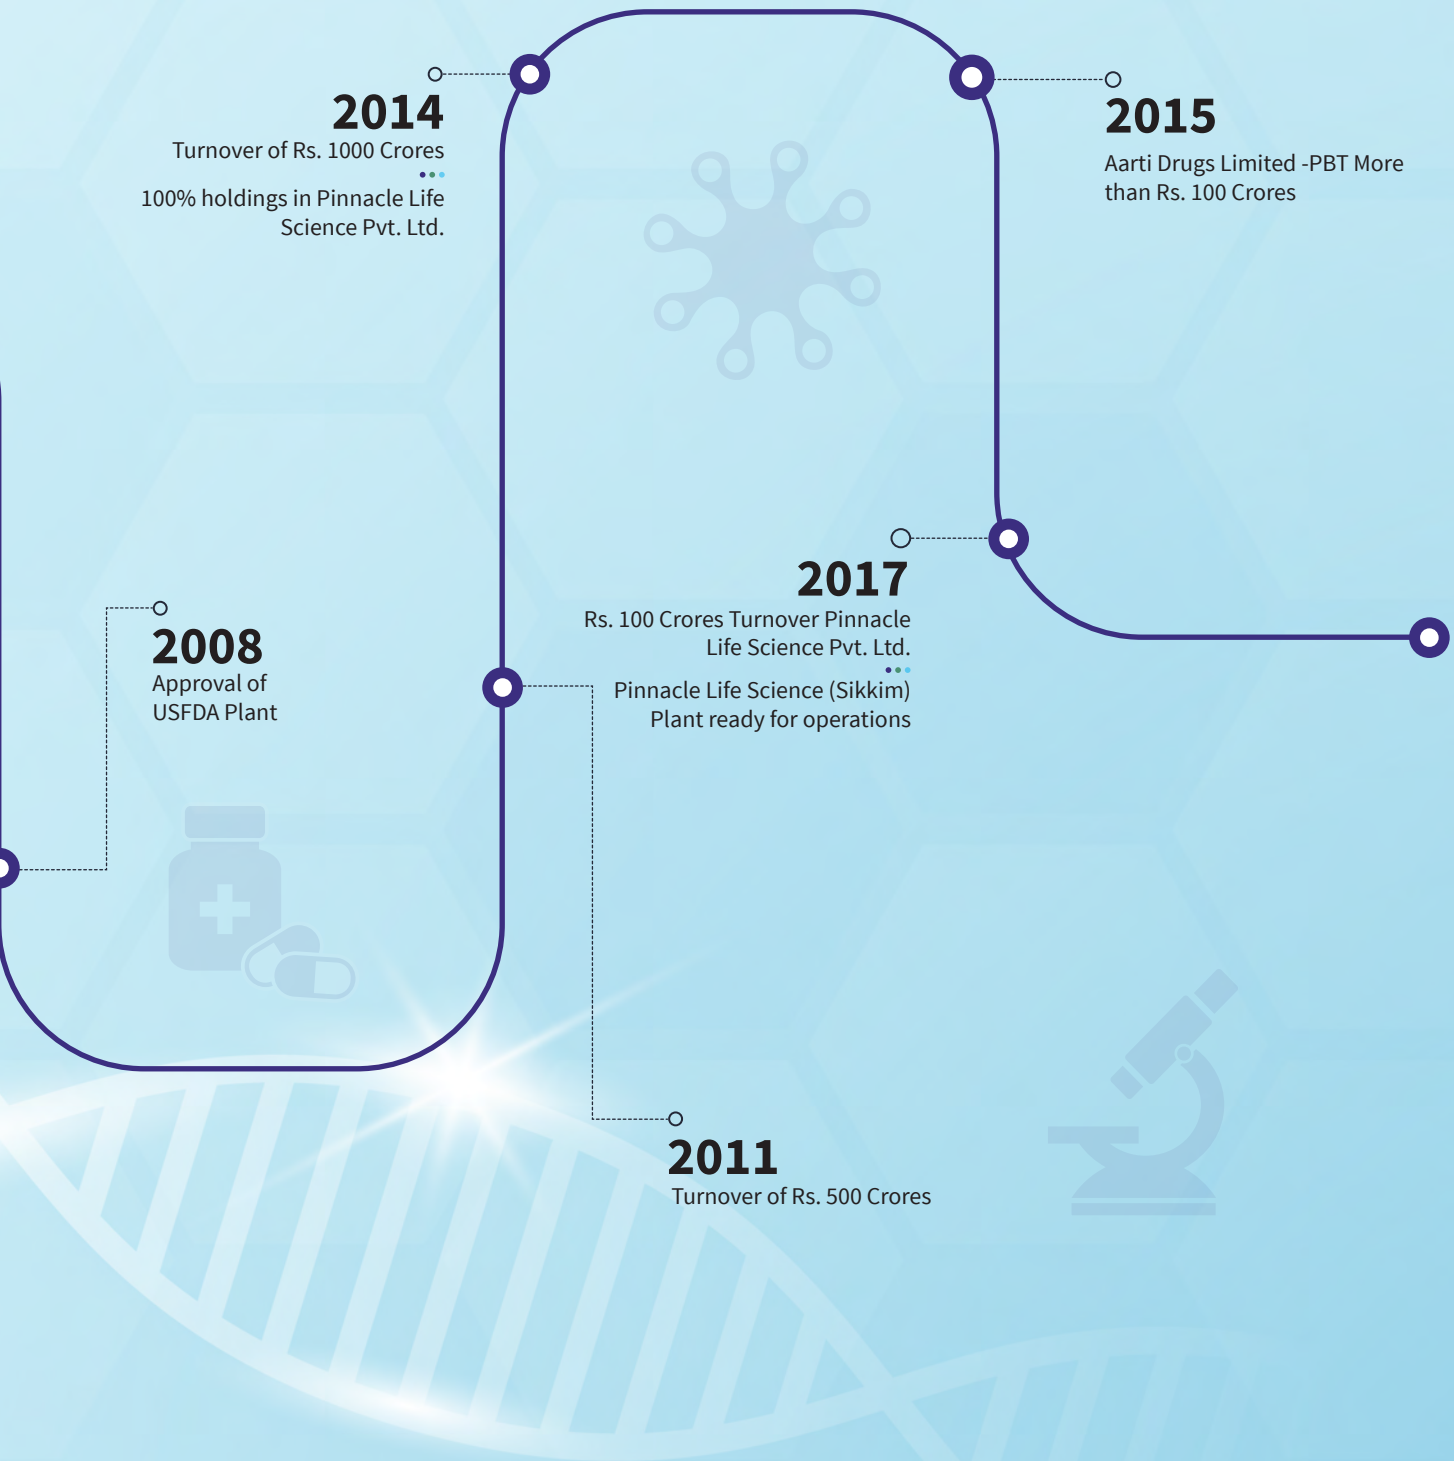 2014
Turnover of Rs. 1000 Crores
100% holdings in Pinnacle Life
Science Pvt. Ltd.
2015
Aarti Drugs Limited -PBT More
than Rs. 100 Crores
2017
Rs. 100 Crores Turnover Pinnacle
Life Science Pvt. Ltd.
Pinnacle Life Science (Sikkim)
Plant ready for operations
2008
Approval of
USFDA Plant
2011
Turnover of Rs. 500 Crores